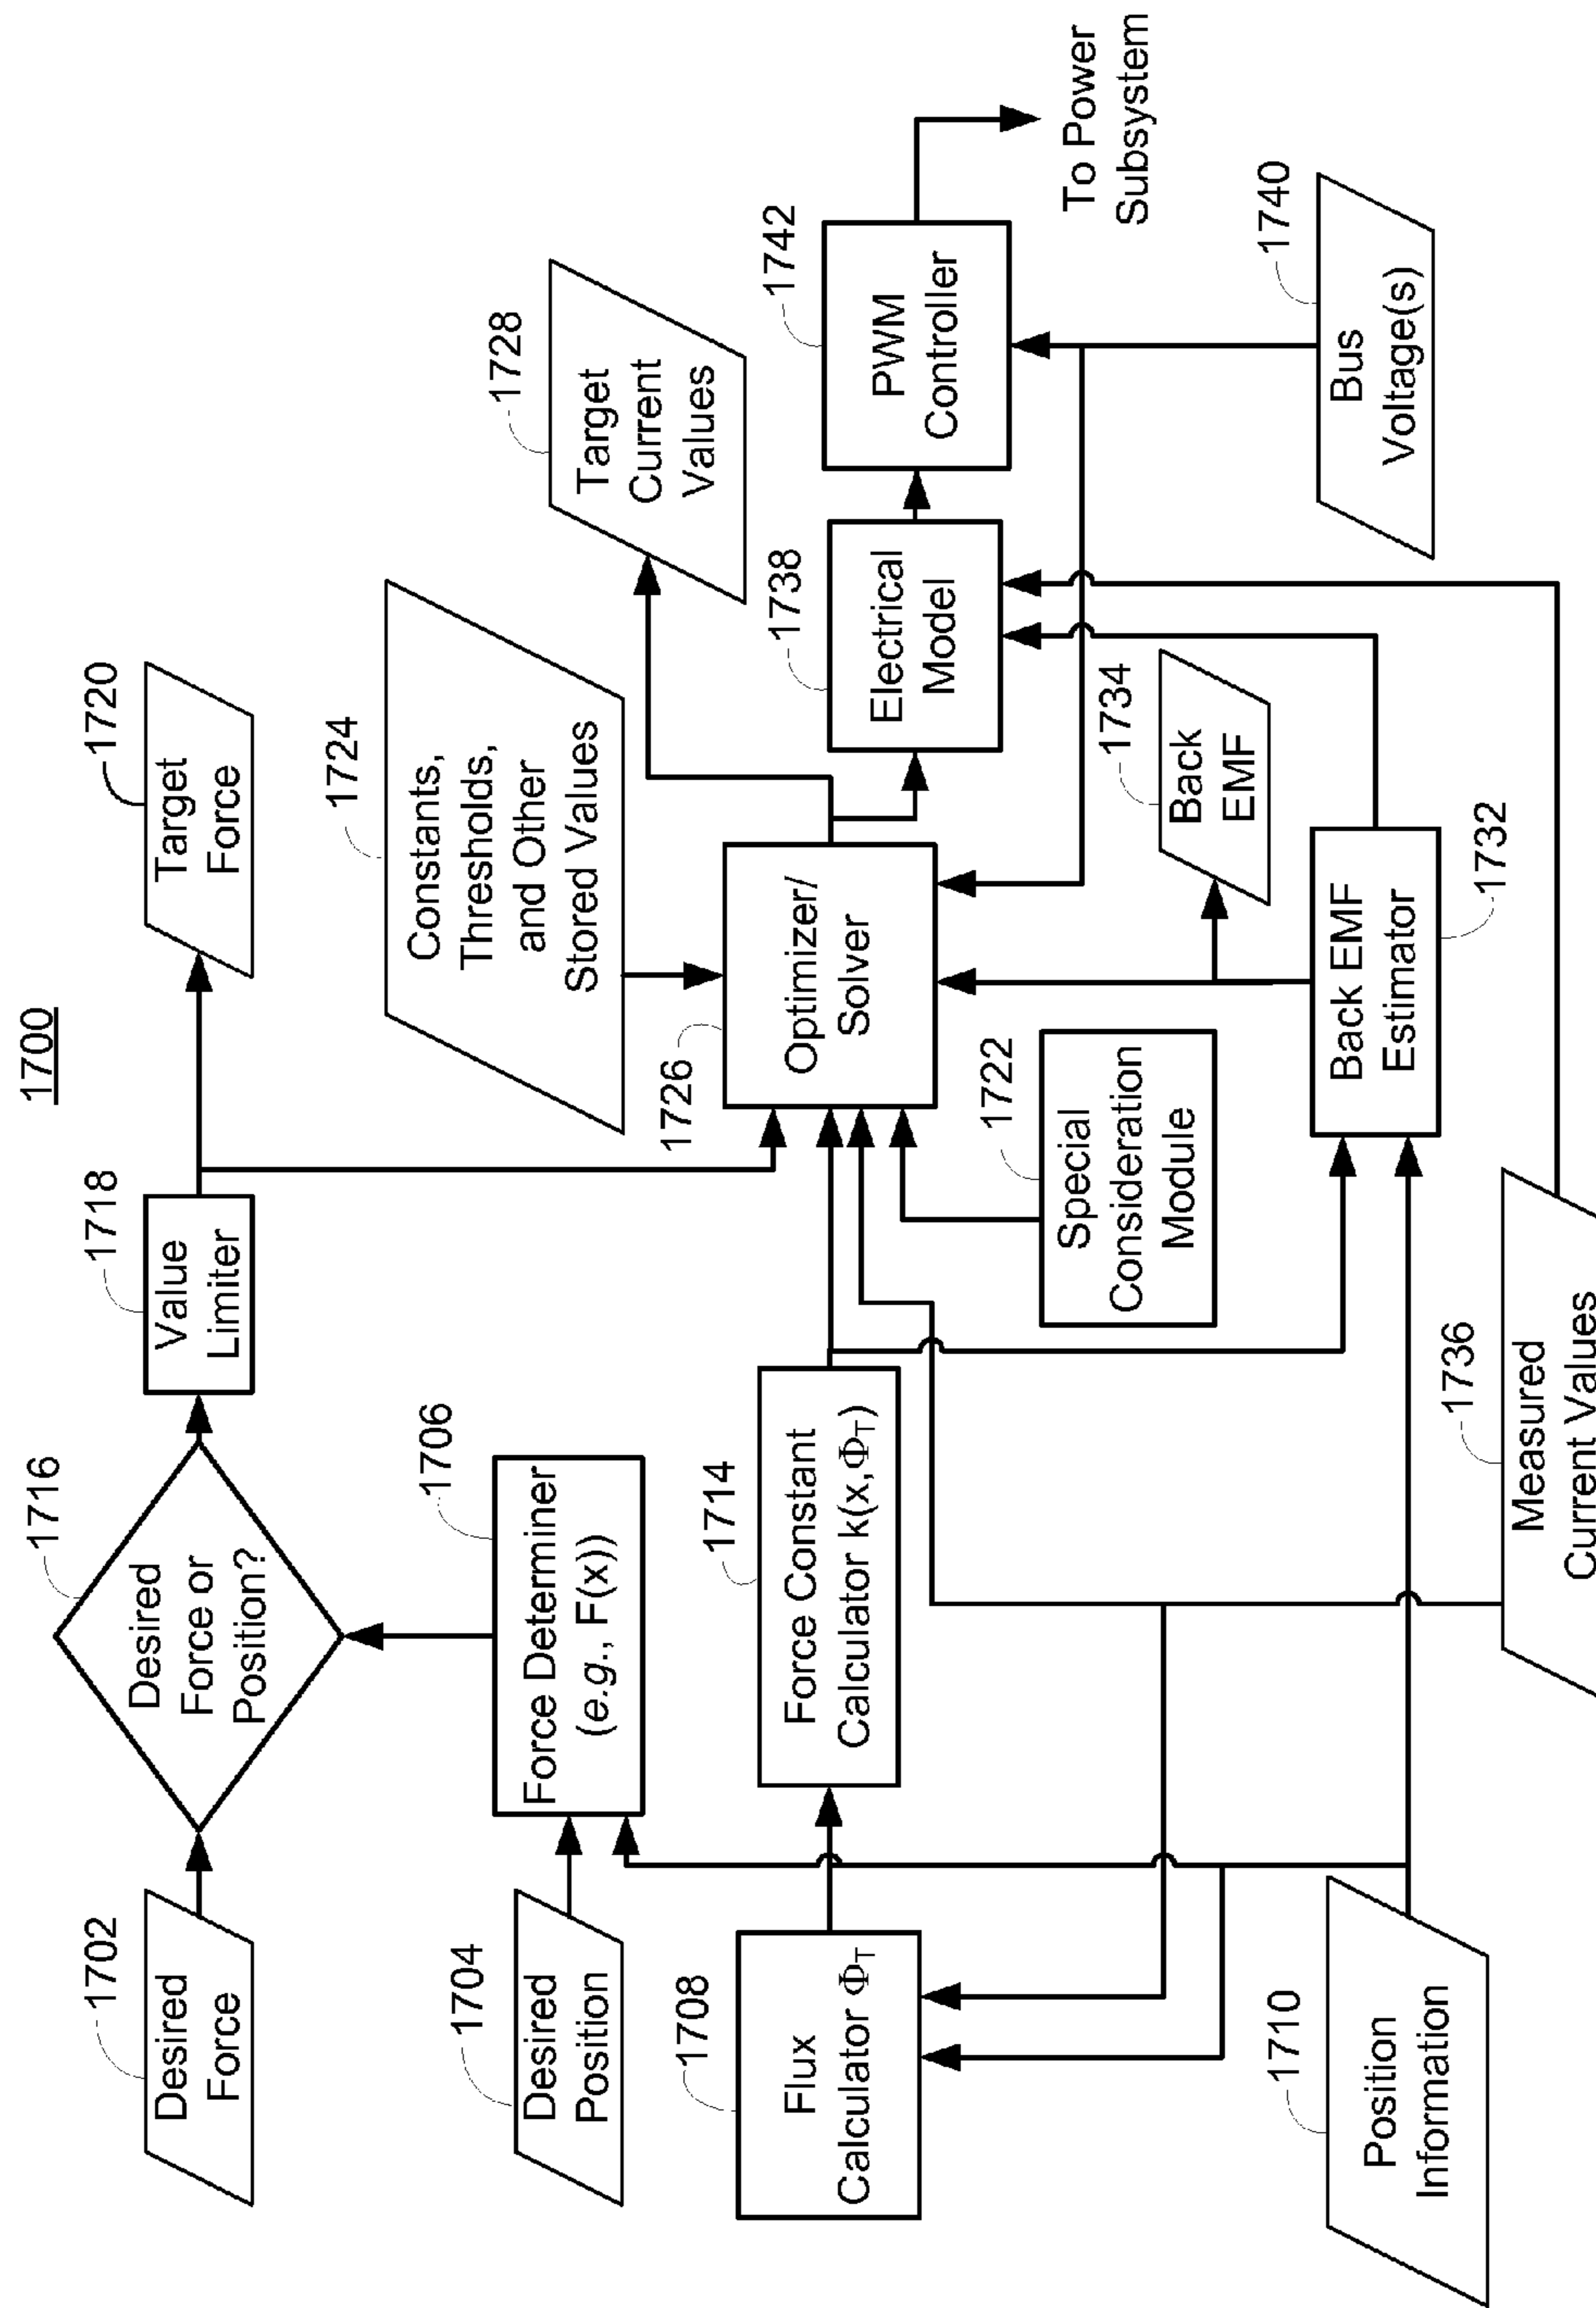 1700
1702
Desired
Force
1716
Desired
Force or
Position?
1718
Value
Limiter
1720
Target
Force
1704
Desired
Position
1706
Force Determiner
(e.g., F(x))
1724
Constants,
Thresholds,
and Other
Stored Values
1728
Target
Current
Values
1708
Flux
Calculator Φ_T
1714
Force Constant
Calculator k(x,Φ_T)
1726
Optimizer/
Solver
1738
Electrical
Model
1742
PWM
Controller
To Power
Subsystem
1722
Special
Consideration
Module
1734
Back
EMF
1710
Position
Information
1732
Back EMF
Estimator
1740
Bus
Voltage(s)
1736
Measured
Current Values